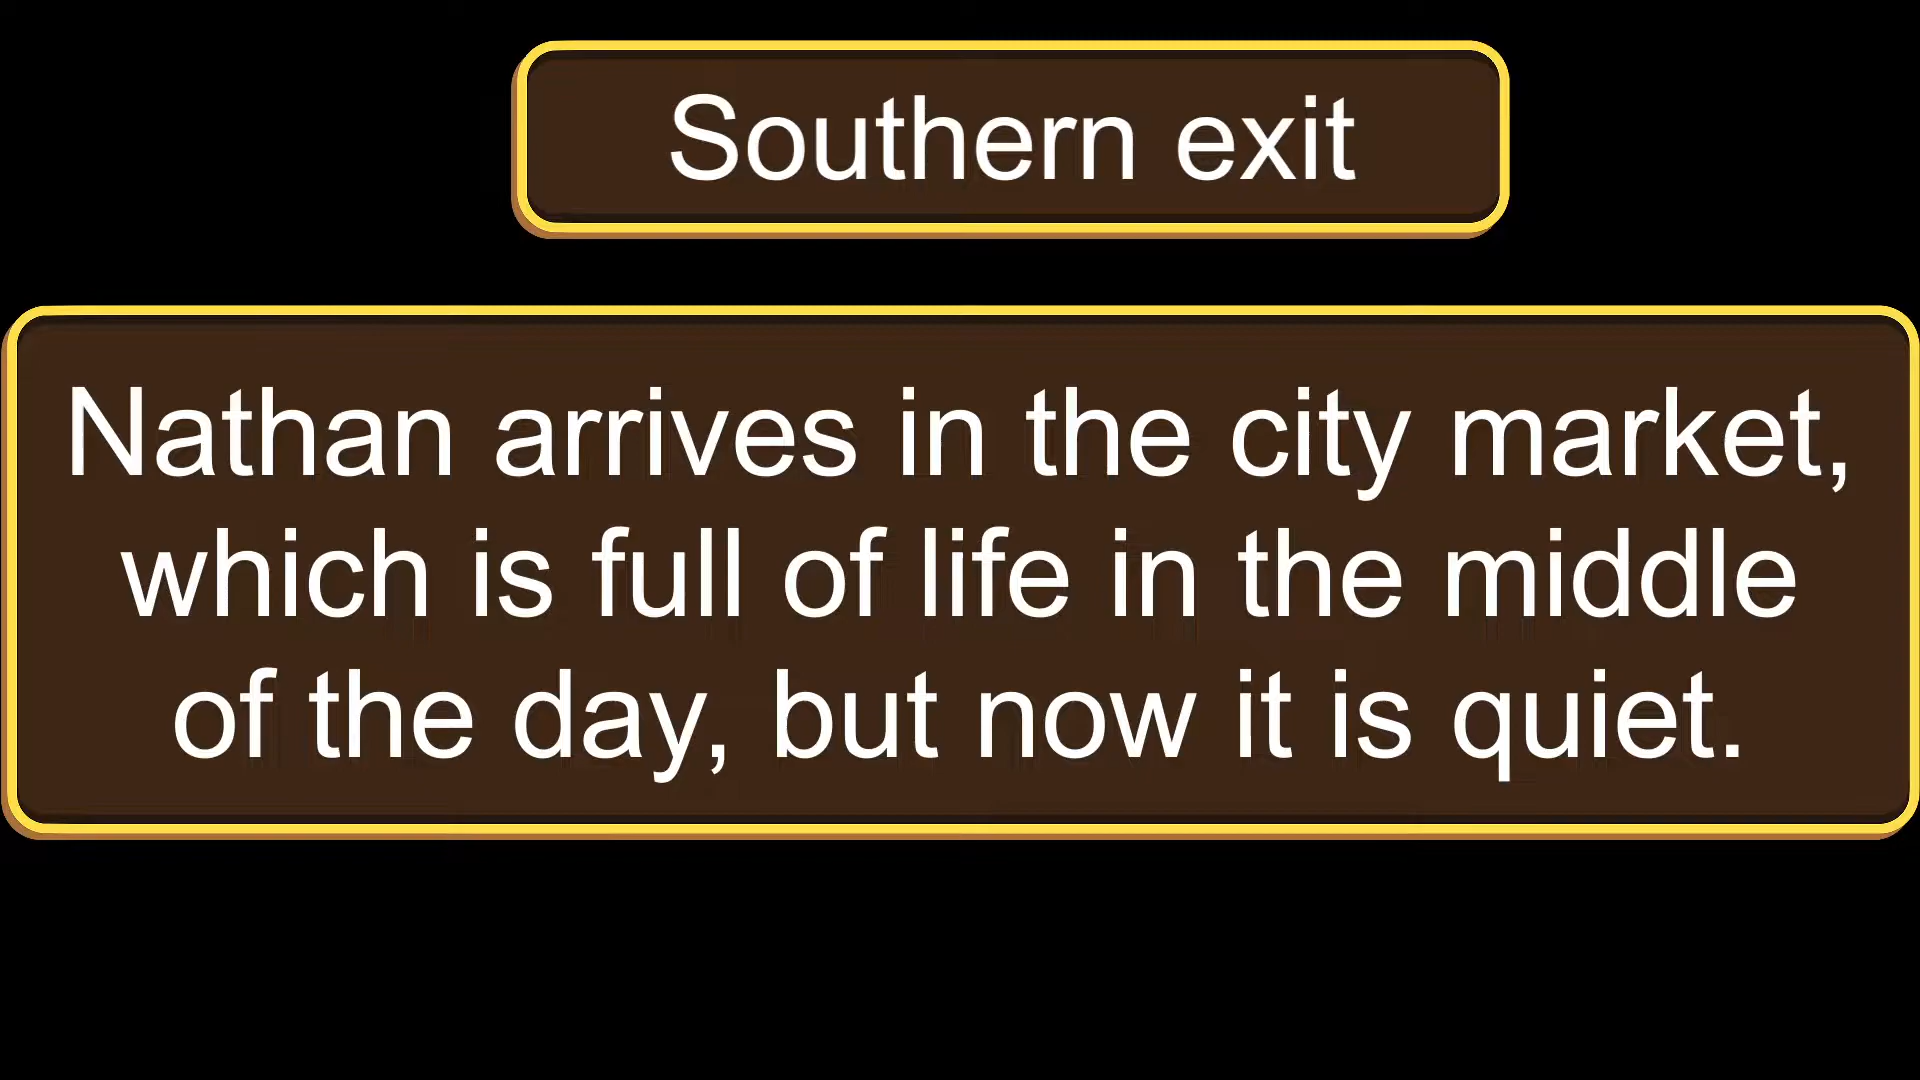 Southern exit
Nathan arrives in the city market,
which is full of life in the middle
of the day, but now it is quiet.